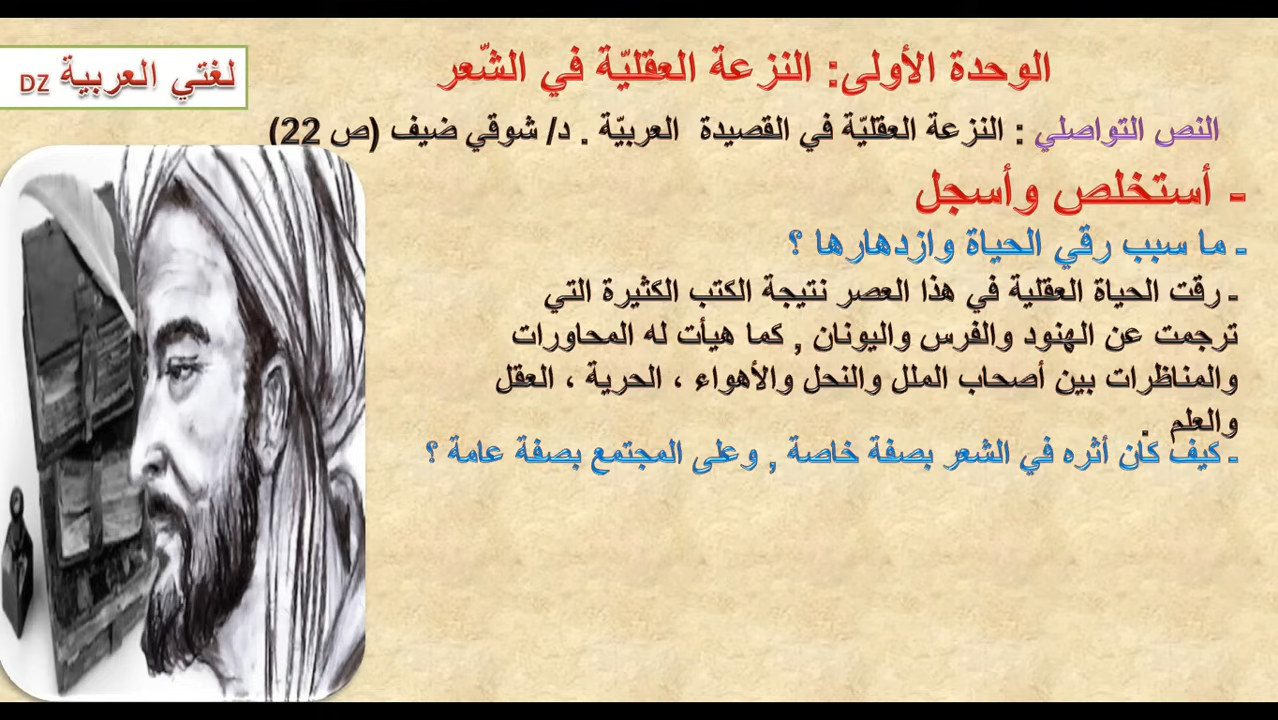 الوحدة الأولى: النزعة العقليّة في الشّعر
لغتي العربية DZ
النص التواصلي : النزعة العقليّة في القصيدة العربيّة . د/ شوقي ضيف (ص 22)
- أستخلص وأسجل
- ما سبب رقي الحياة وازدهارها ؟
- رقت الحياة العقلية في هذا العصر نتيجة الكتب الكثيرة التي
ترجمت عن الهنود والفرس واليونان , كما هيأت له المحاورات
والمناظرات بين أصحاب الملل والنحل والأهواء ، الحرية ، العقل
والعلم .
- كيف كان أثره في الشعر بصفة خاصة , وعلى المجتمع بصفة عامة ؟